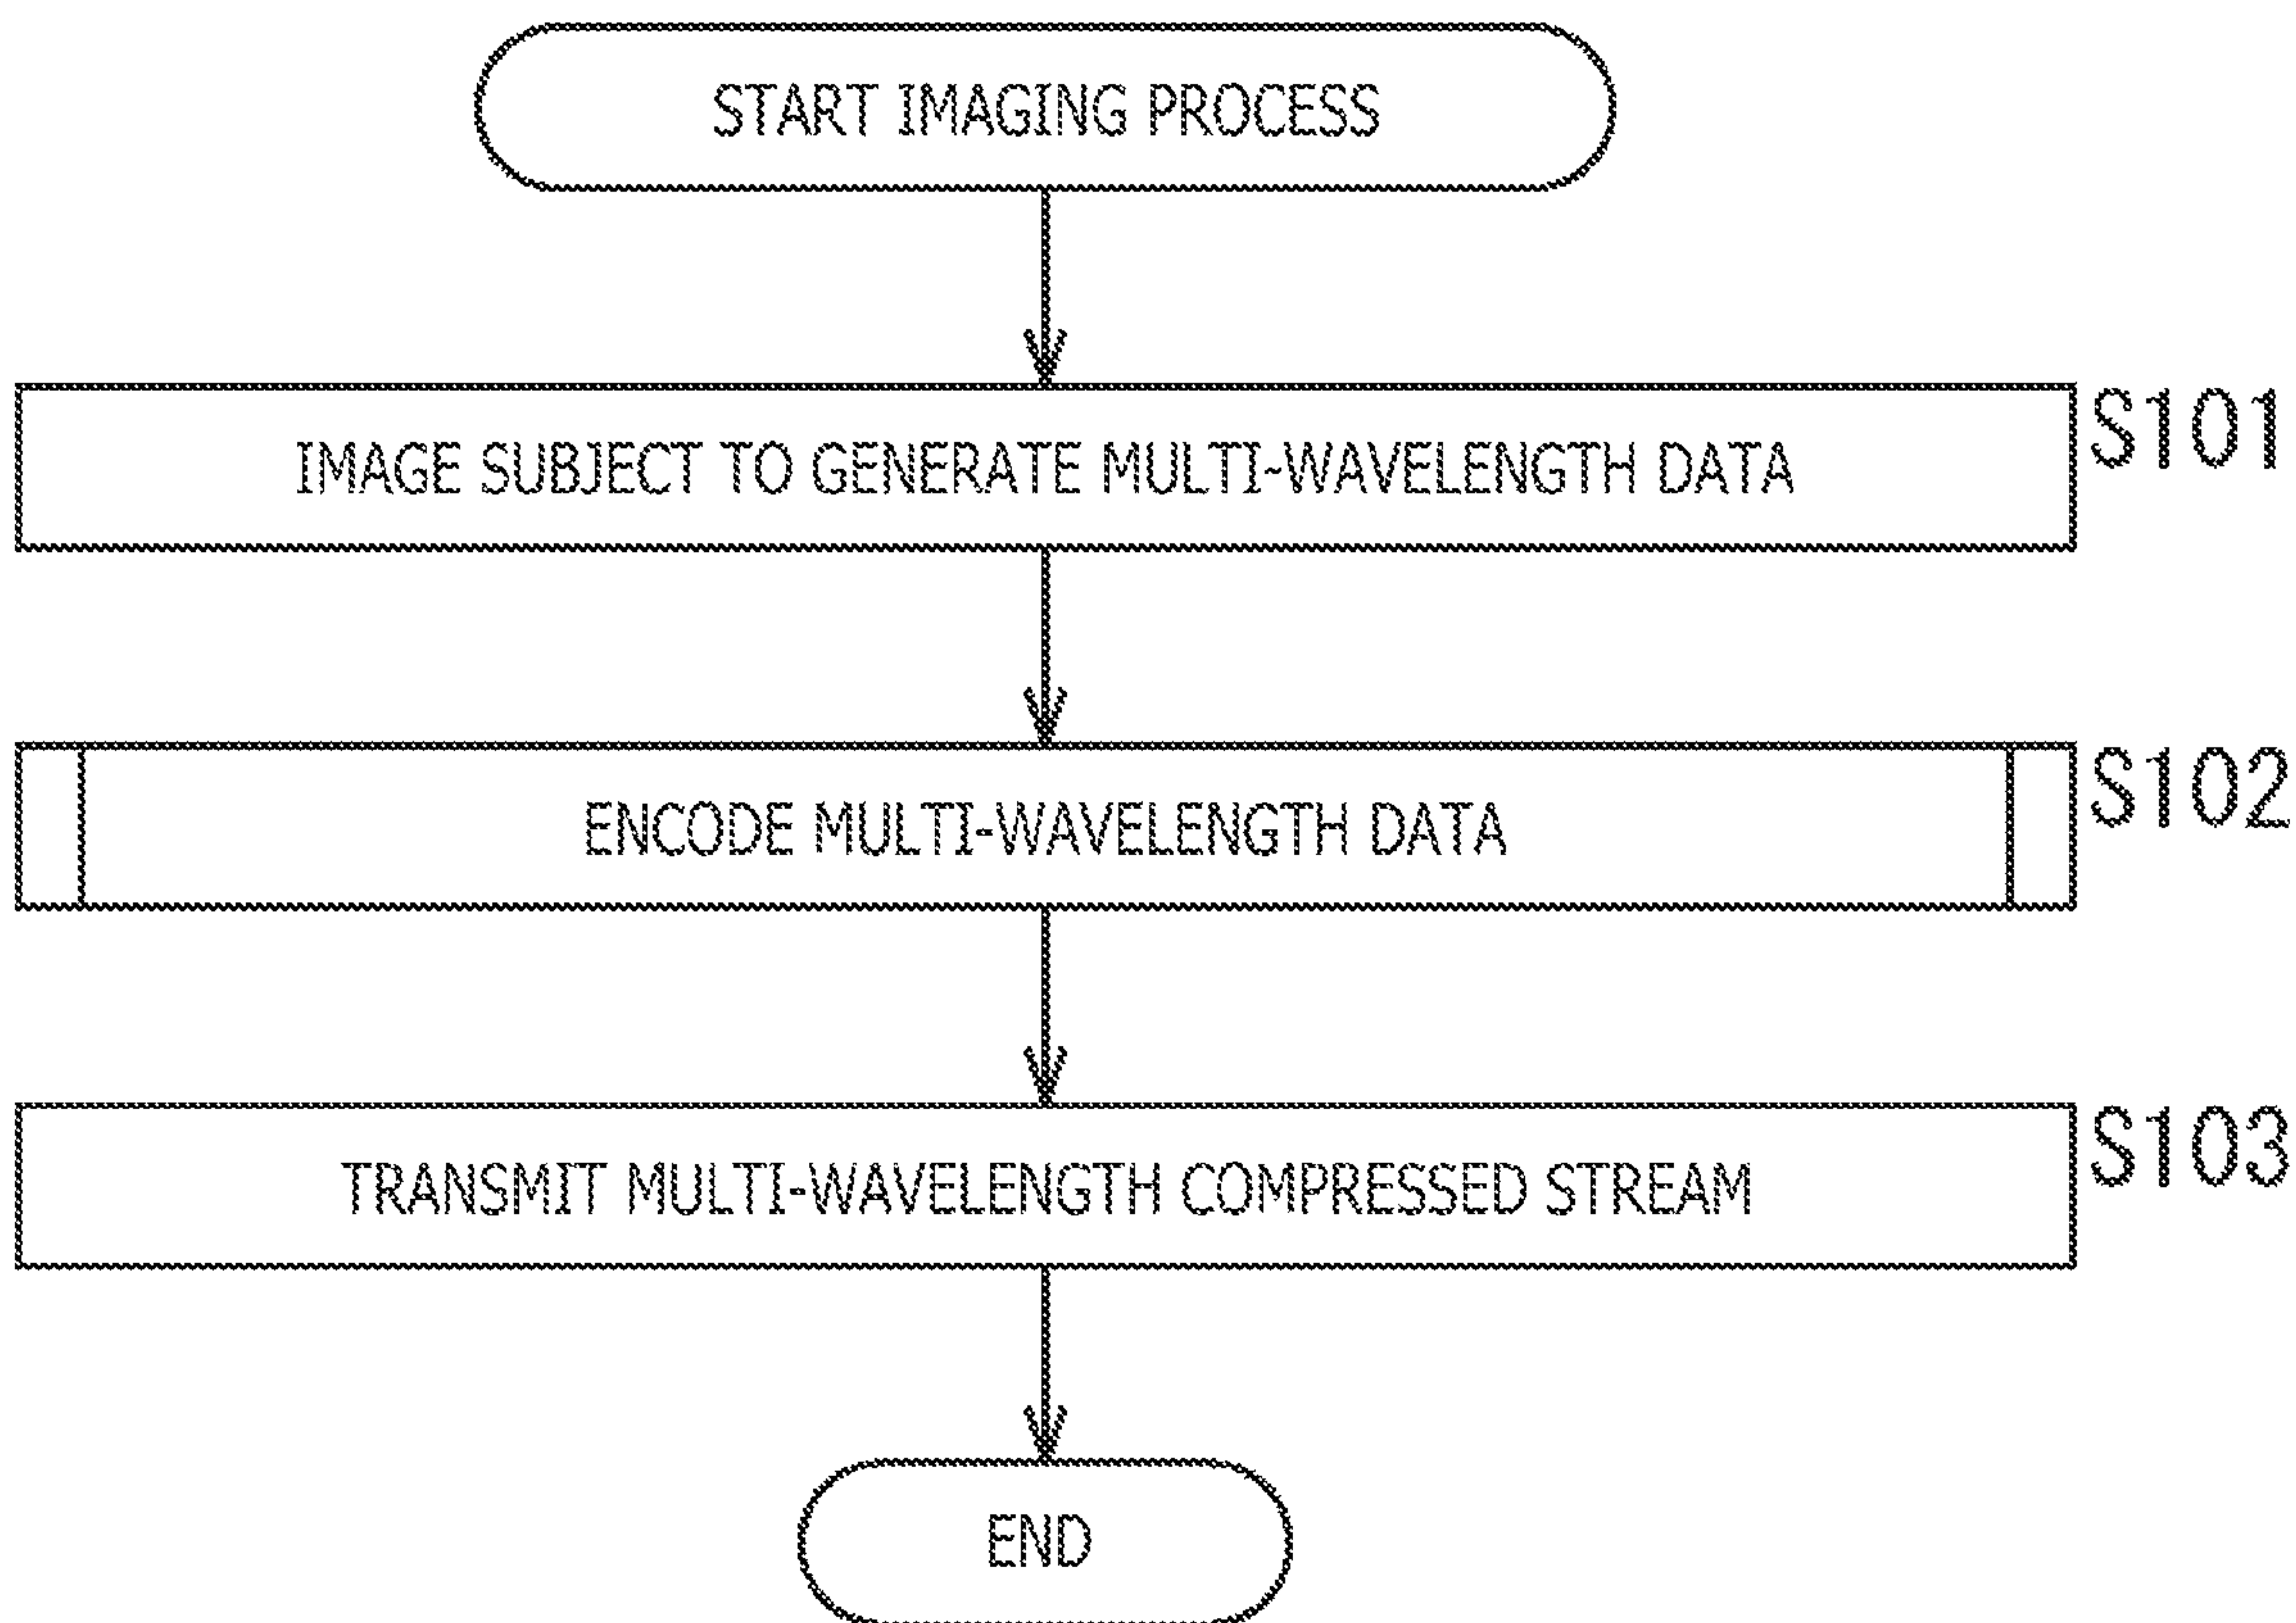 START IMAGING PROCESS
IMAGE SUBJECT TO GENERATE MULTI-WAVELENGTH DATA
S101
ENCODE MULTI-WAVELENGTH DATA
S102
TRANSMIT MULTI-WAVELENGTH COMPRESSED STREAM
S103
END